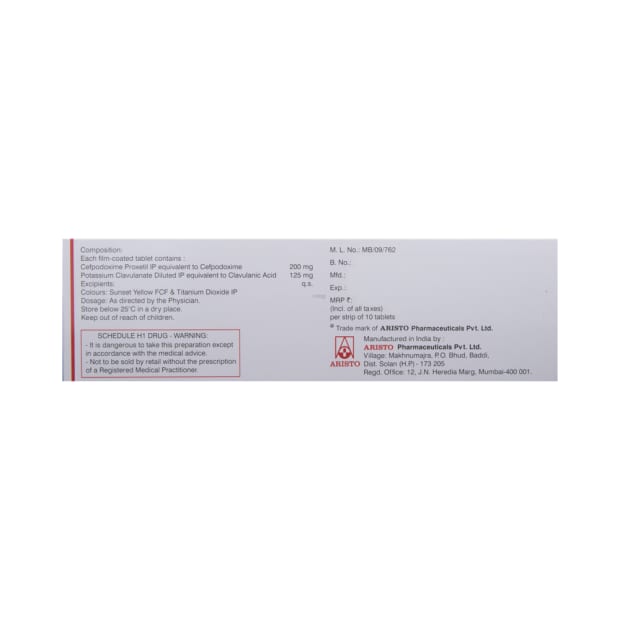 Composition:
Each film-coated tablet contains :
Cefpodoxime Proxetil IP equivalent to Cefpodoxime 200 mg
Potassium Clavulanate Diluted IP equivalent to Clavulanic Acid 125 mg
Excipients: q.s.
Colours: Sunset Yellow FCF & Titanium Dioxide IP
Dosage: As directed by the Physician.
Store below 25°C in a dry place.
Keep out of reach of children.
SCHEDULE H1 DRUG - WARNING:
- It is dangerous to take this preparation except
in accordance with the medical advice.
- Not to be sold by retail without the prescription
of a Registered Medical Practitioner.
M. L. No.: MB/09/762
B. No.:
Mfd.:
Exp.:
MRP ₹:
(Incl. of all taxes)
per strip of 10 tablets
® Trade mark of ARISTO Pharmaceuticals Pvt. Ltd.
Manufactured in India by :
ARISTO Pharmaceuticals Pvt. Ltd.
Village: Makhnumajra, P.O. Bhud, Baddi,
ARISTO Dist. Solan (H.P) - 173 205
Regd. Office: 12, J.N. Heredia Marg, Mumbai-400 001.